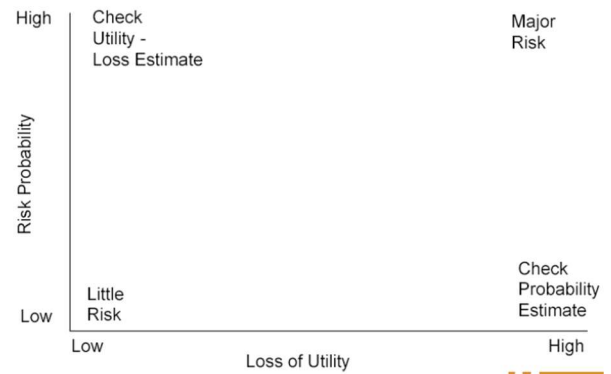 High
Check
Utility -
Loss Estimate
Major
Risk
Risk Probability
Little
Risk
Check
Probability
Estimate
Low
Low
High
Loss of Utility